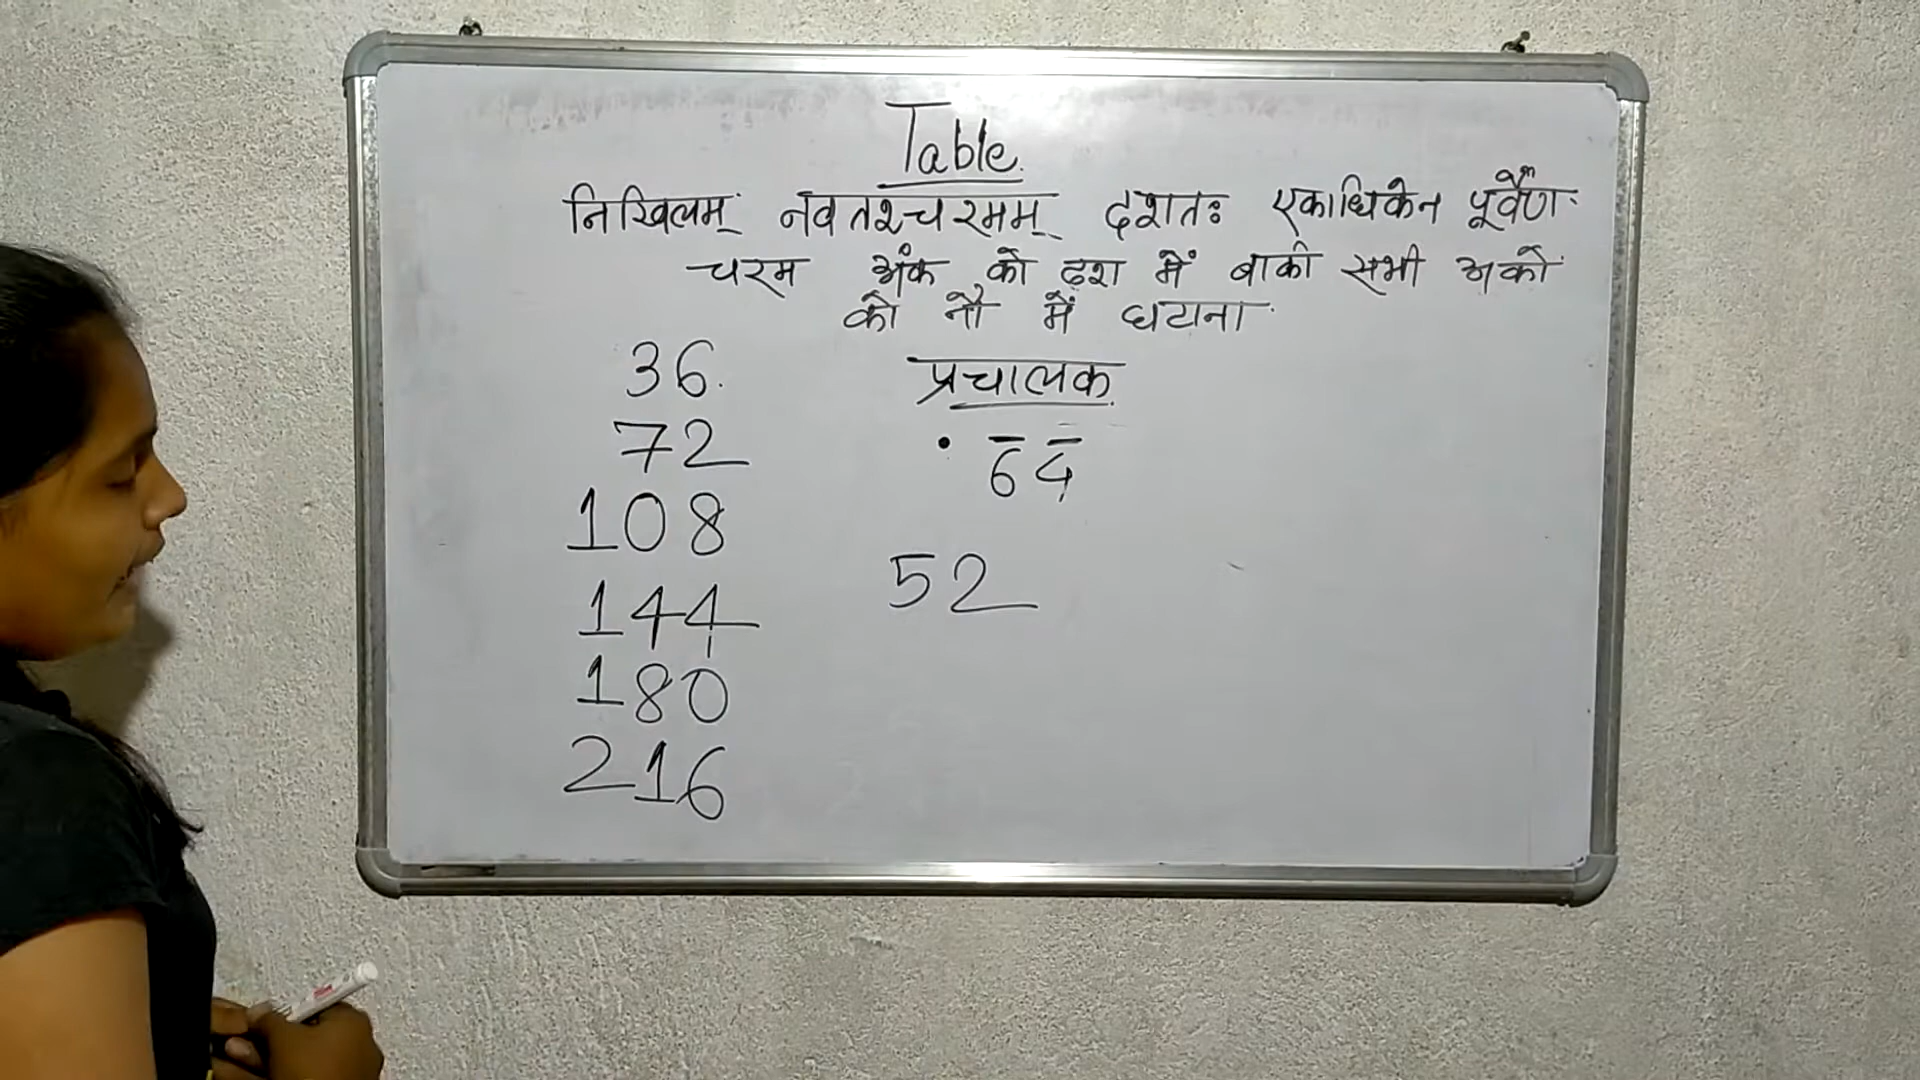 Table.
निखिलम् नवतश्चरमम् दशतः एकाधिकेन पूर्वेण
चरम अंक को दश में बाकी सभी अको
को नौ में घटाना
36.
72
108
144
180
216
प्रचालक
• 6̅ 4̅
52